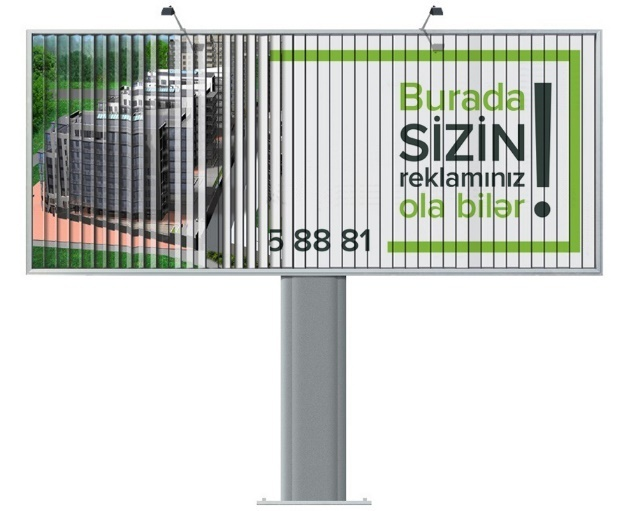 Burada
SİZİN
reklamınız
ola bilər!
5 88 81